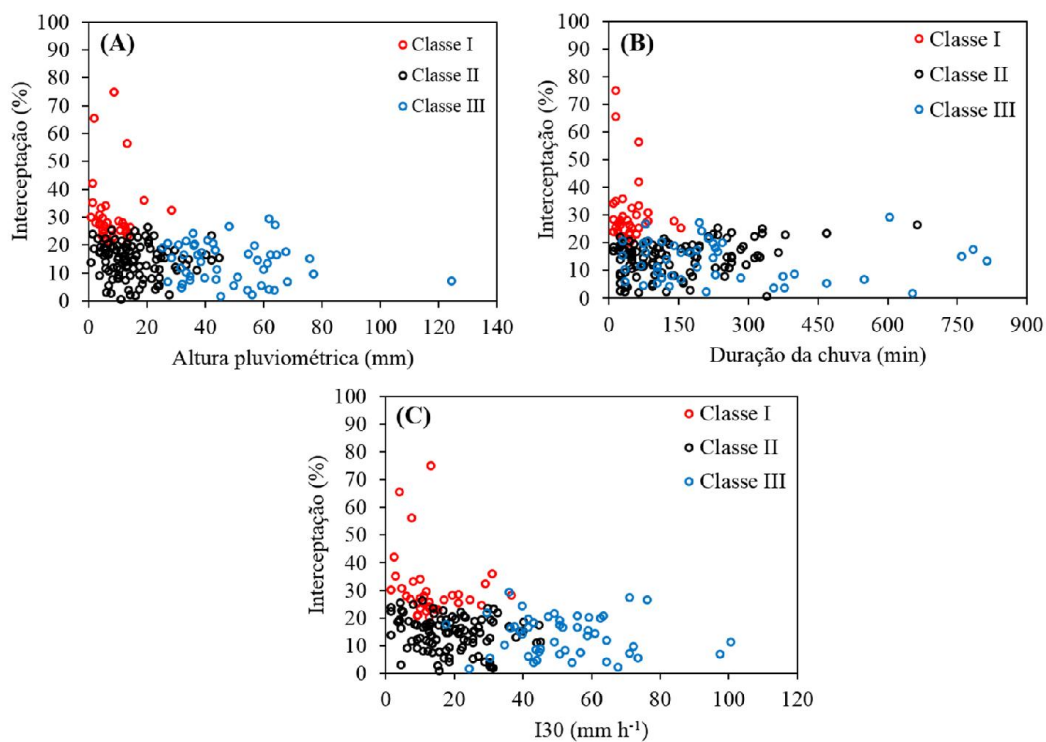 (A)
Classe I
Classe II
Classe III
Interceptação (%)
100
90
80
70
60
50
40
30
20
10
0
0 20 40 60 80 100 120 140
Altura pluviométrica (mm)
(B)
Classe I
Classe II
Classe III
Interceptação (%)
100
90
80
70
60
50
40
30
20
10
0
0 150 300 450 600 750 900
Duração da chuva (min)
(C)
Classe I
Classe II
Classe III
Interceptação (%)
100
90
80
70
60
50
40
30
20
10
0
0 20 40 60 80 100 120
I30 (mm h⁻¹)